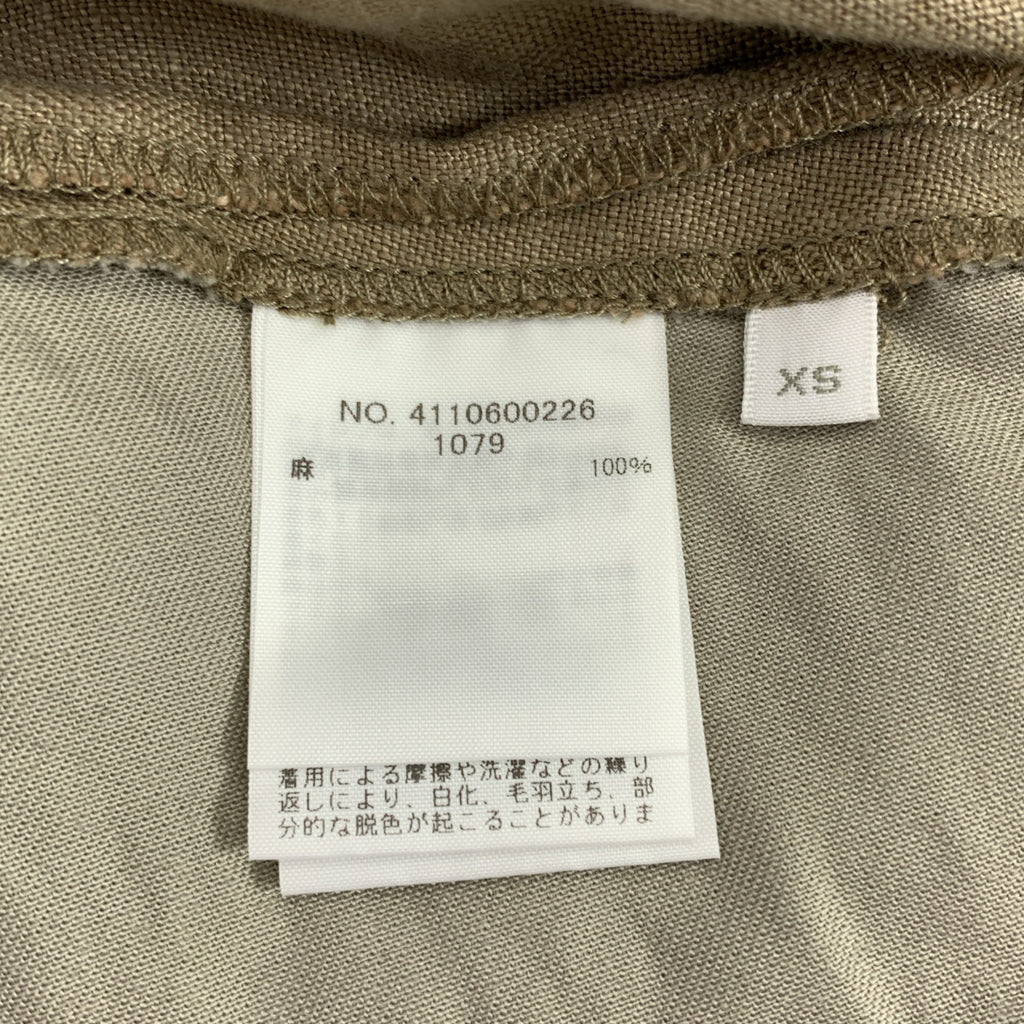 NO. 4110600226
1079
麻 100%
XS
着用による摩擦や洗濯などの繰り
返しにより、白化、毛羽立ち、部
分的な脱色が起こることがありま